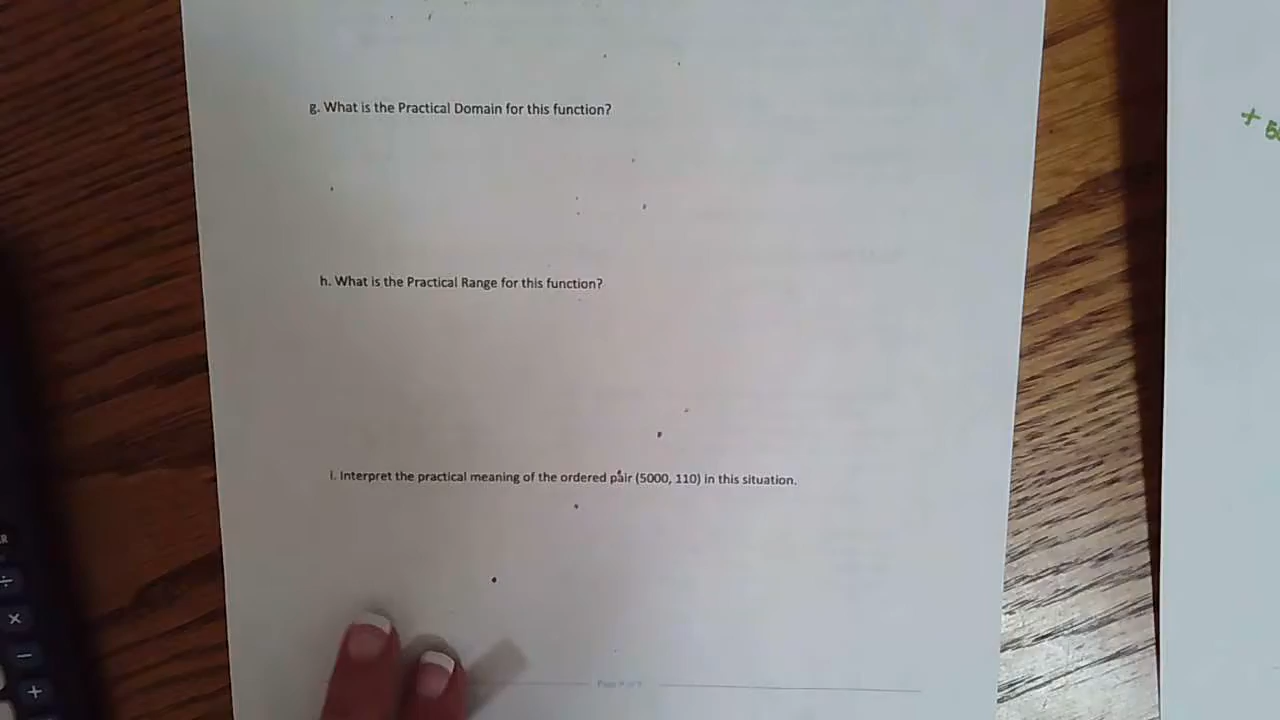 g. What is the Practical Domain for this function?
h. What is the Practical Range for this function?
i. Interpret the practical meaning of the ordered pair (5000, 110) in this situation.
R
÷
×
−
+
+ 5